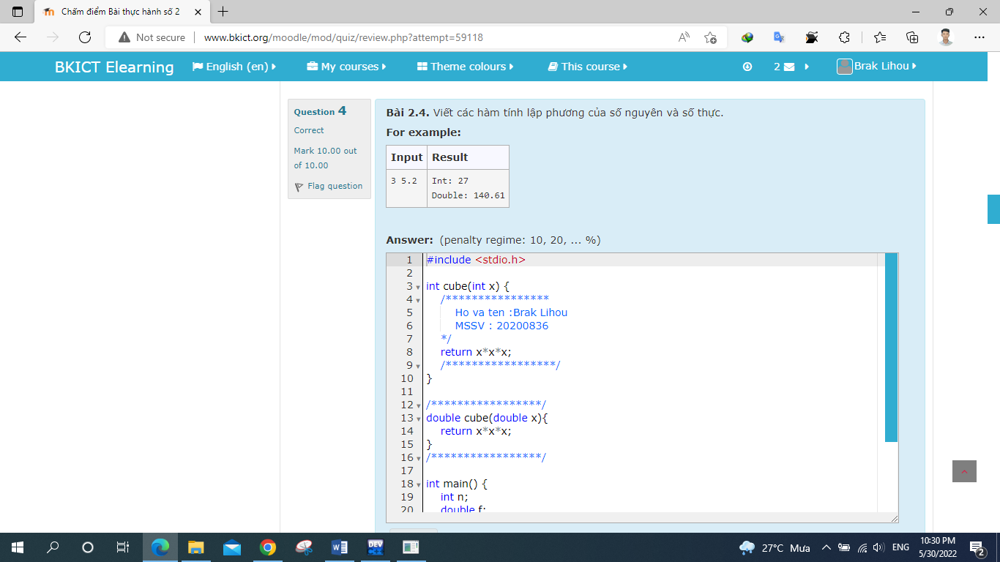 Chấm điểm Bài thực hành số 2
Not secure
www.bkict.org/moodle/mod/quiz/review.php?attempt=59118
BKICT Elearning
English (en)
My courses
Theme colours
This course
2
Brak Lihou
Question 4
Correct
Mark 10.00 out
of 10.00
Flag question
Bài 2.4. Viết các hàm tính lập phương của số nguyên và số thực.
For example:
Input Result
3 5.2 Int: 27
Double: 140.61
Answer: (penalty regime: 10, 20, ... %)
1 #include <stdio.h>
2
3 int cube(int x) {
4 /****************
5 Ho va ten :Brak Lihou
6 MSSV : 20200836
7 */
8 return x*x*x;
9 /*****************/
10 }
11
12 /*****************/
13 double cube(double x){
14 return x*x*x;
15 }
16 /*****************/
17
18 int main() {
19 int n;
20 double f;
27°C Mưa
ENG
10:30 PM
5/30/2022
2
DEV